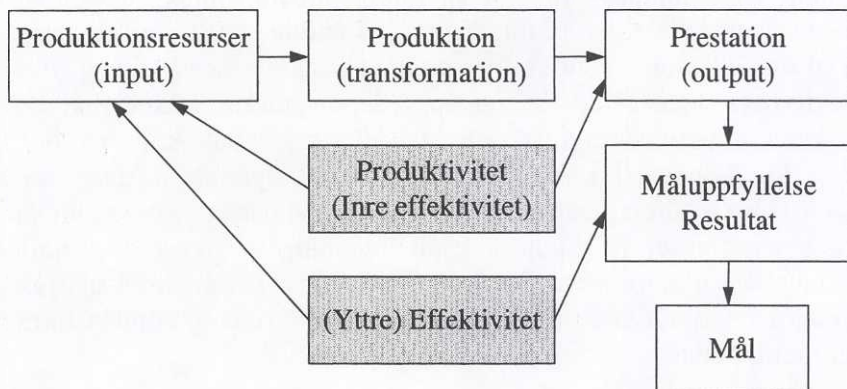 Produktionsresurser
(input)
Produktion
(transformation)
Prestation
(output)
Produktivitet
(Inre effektivitet)
Måluppfyllelse
Resultat
(Yttre) Effektivitet
Mål